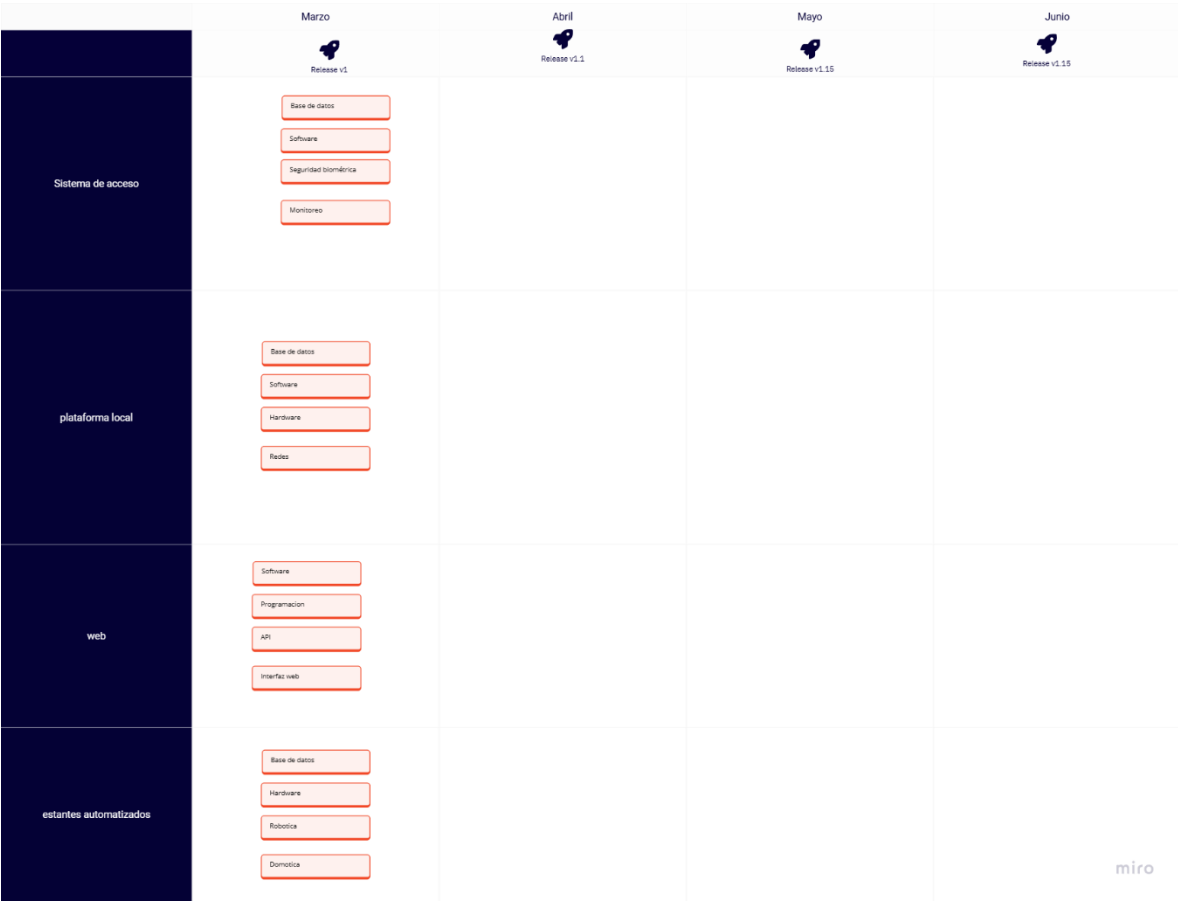 Marzo
Abril
Mayo
Junio
Release v1
Release v1.1
Release v1.15
Release v1.15
Sistema de acceso
Base de datos
Software
Seguridad biométrica
Monitoreo
plataforma local
Base de datos
Software
Hardware
Redes
web
Software
Programacion
API
Interfaz web
estantes automatizados
Base de datos
Hardware
Robotica
Domotica
miro